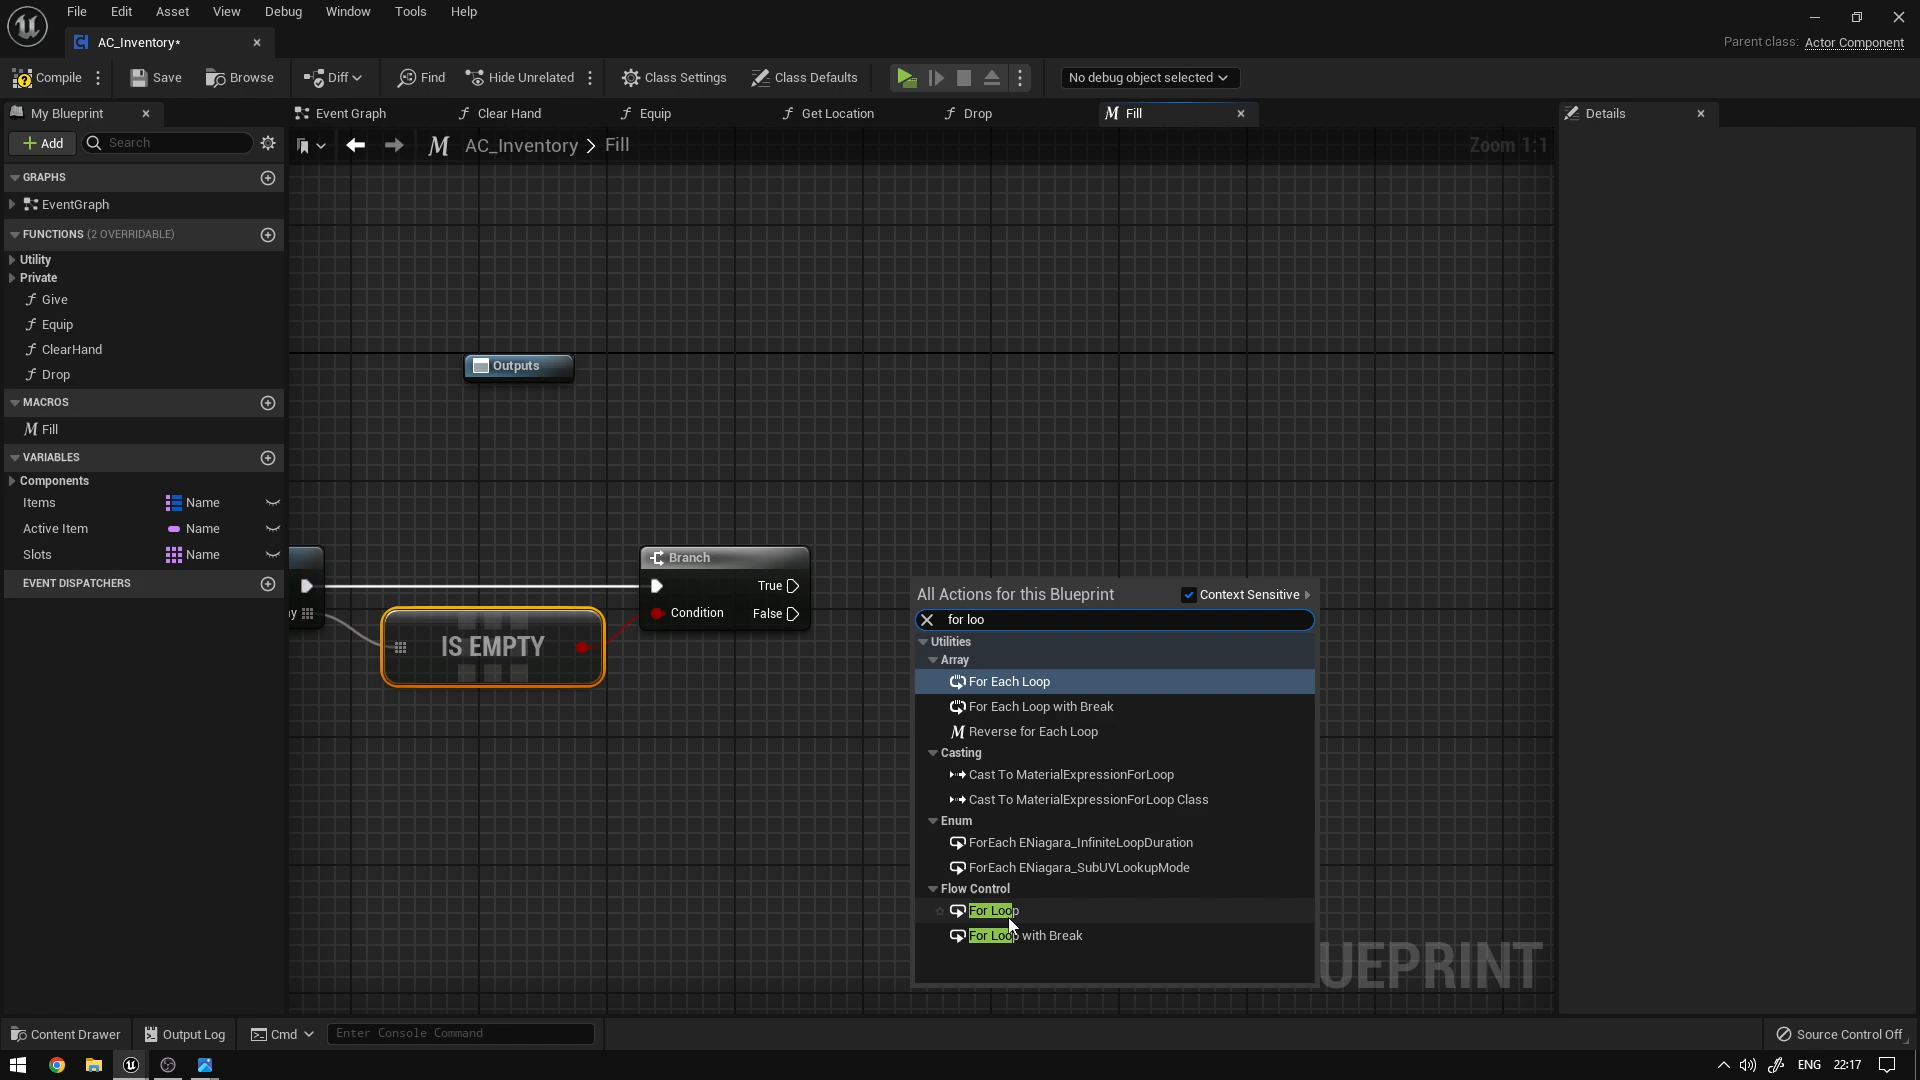 File Edit Asset View Debug Window Tools Help
AC_Inventory*
Parent class: Actor Component
Compile Save Browse Diff Find Hide Unrelated Class Settings Class Defaults No debug object selected
My Blueprint Event Graph Clear Hand Equip Get Location Drop Fill Details
Add Search AC_Inventory > Fill Zoom 1:1
GRAPHS
EventGraph
FUNCTIONS (2 OVERRIDABLE)
Utility
Private
Give
Equip
ClearHand
Drop
MACROS
Fill
VARIABLES
Components
Items Name
Active Item Name
Slots Name
EVENT DISPATCHERS
Outputs
Branch
True
Condition False
y
IS EMPTY
All Actions for this Blueprint Context Sensitive
for loo
Utilities
Array
For Each Loop
For Each Loop with Break
Reverse for Each Loop
Casting
Cast To MaterialExpressionForLoop
Cast To MaterialExpressionForLoop Class
Enum
ForEach ENiagara_InfiniteLoopDuration
ForEach ENiagara_SubUVLookupMode
Flow Control
For Loop
For Loop with Break
UEPRINT
Content Drawer Output Log Cmd Enter Console Command Source Control Off
ENG 22:17